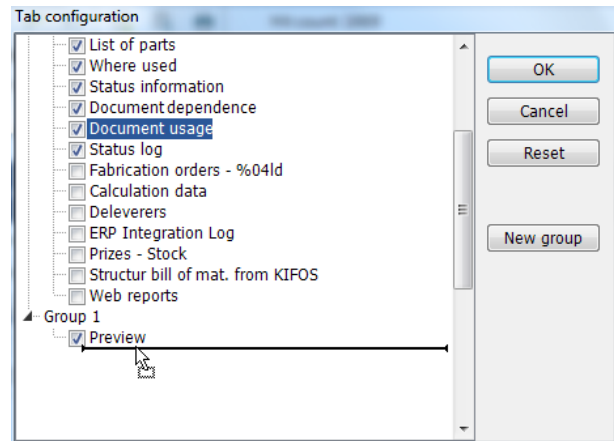 Tab configuration
List of parts
Where used
Status information
Document dependence
Document usage
Status log
Fabrication orders - %04ld
Calculation data
Deleverers
ERP Integration Log
Prizes - Stock
Structur bill of mat. from KIFOS
Web reports
Group 1
Preview
OK
Cancel
Reset
New group